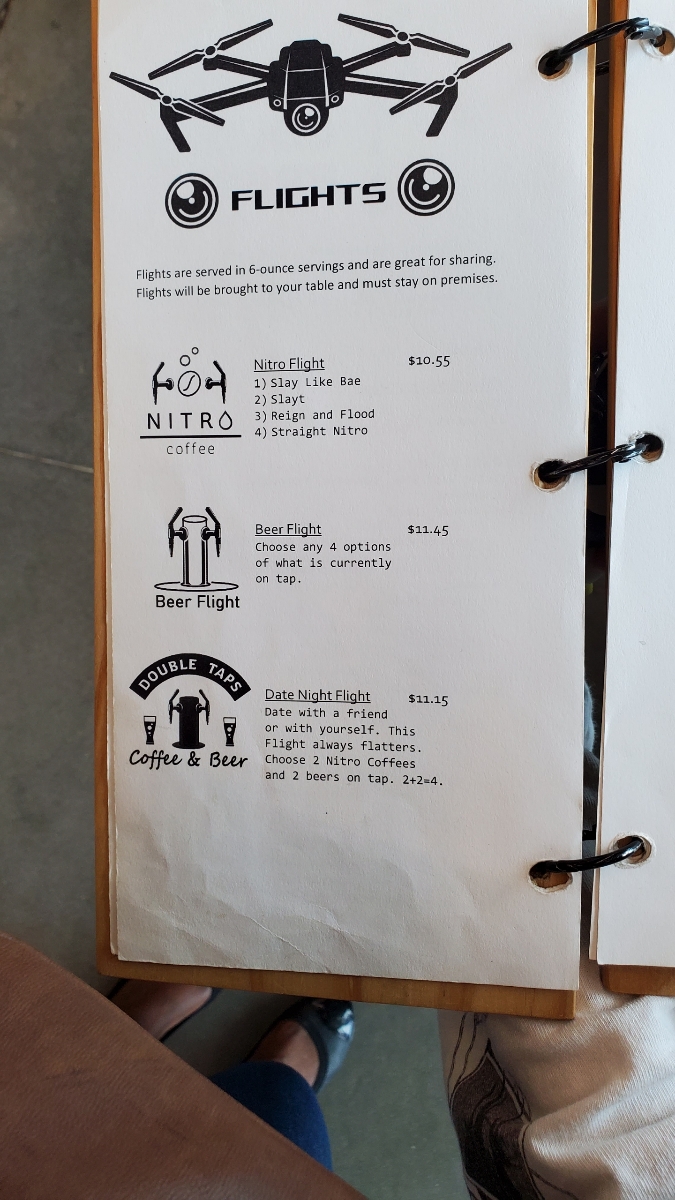 FLIGHTS
Flights are served in 6-ounce servings and are great for sharing.
Flights will be brought to your table and must stay on premises.
NITRO
coffee
Nitro Flight $10.55
1) Slay Like Bae
2) Slayt
3) Reign and Flood
4) Straight Nitro
Beer Flight
Beer Flight $11.45
Choose any 4 options
of what is currently
on tap.
DOUBLE TAPS
Coffee & Beer
Date Night Flight $11.15
Date with a friend
or with yourself. This
Flight always flatters.
Choose 2 Nitro Coffees
and 2 beers on tap. 2+2=4.